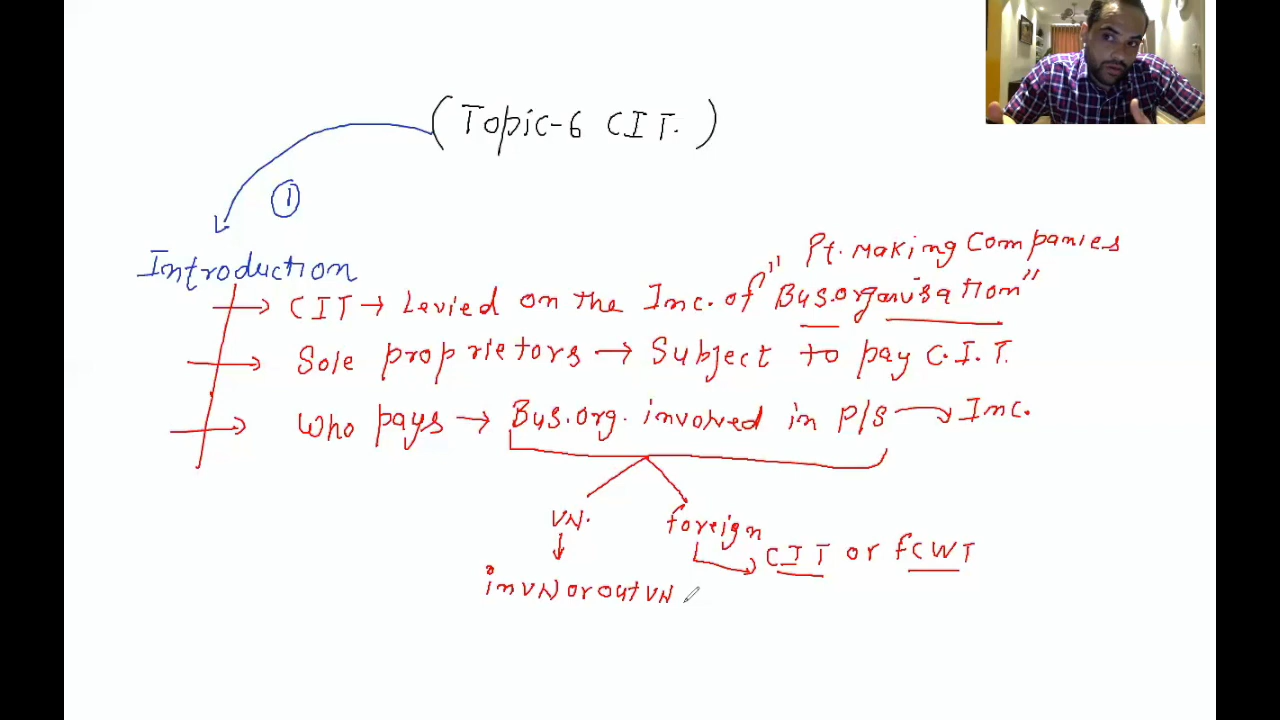 (Topic-6 CIT.)
①
Introduction
Pt. Making Companies
CIT → Levied on the Inc. of "Bus.organisation"
Sole proprietors → Subject to pay C.I.T.
Who pays → Bus.org. involved in P/S → Inc.
VN. foreign
CIT or fCWT
in VN or out VN